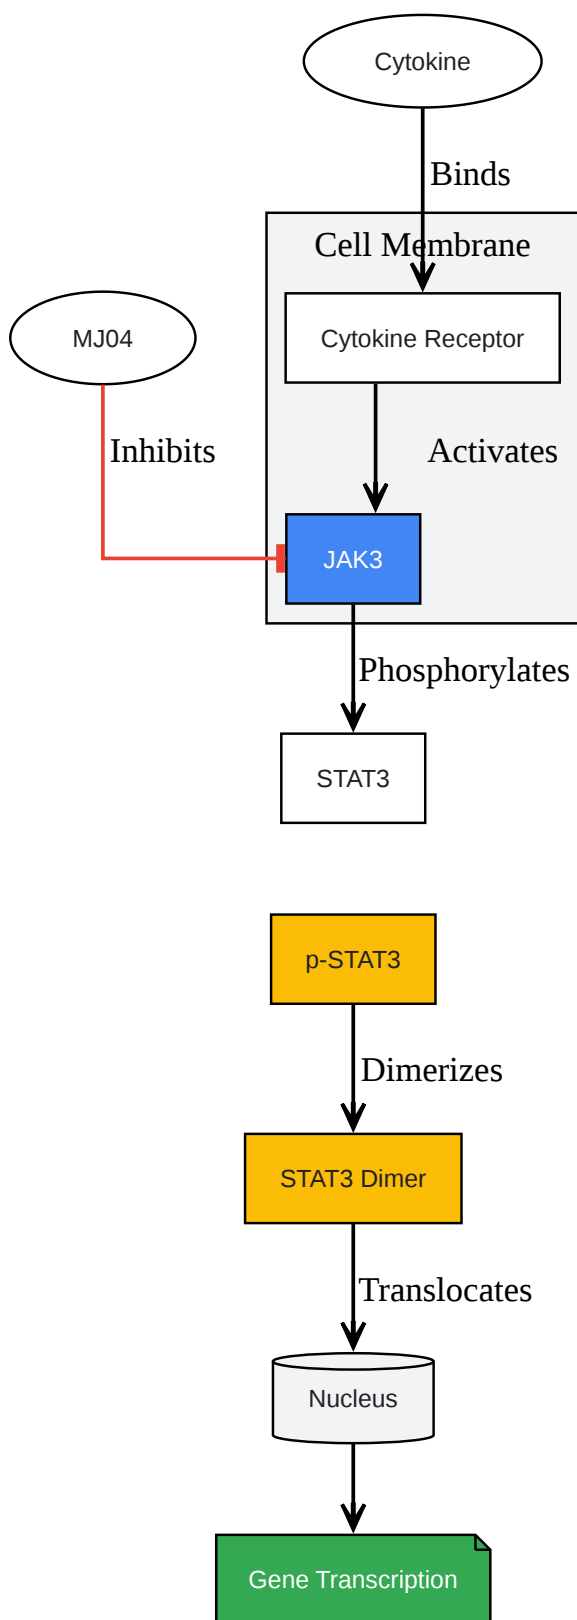 Cytokine
Binds
Cell Membrane
MJ04
Cytokine Receptor
Inhibits
Activates
JAK3
Phosphorylates
STAT3
p-STAT3
Dimerizes
STAT3 Dimer
Translocates
Nucleus
Gene Transcription